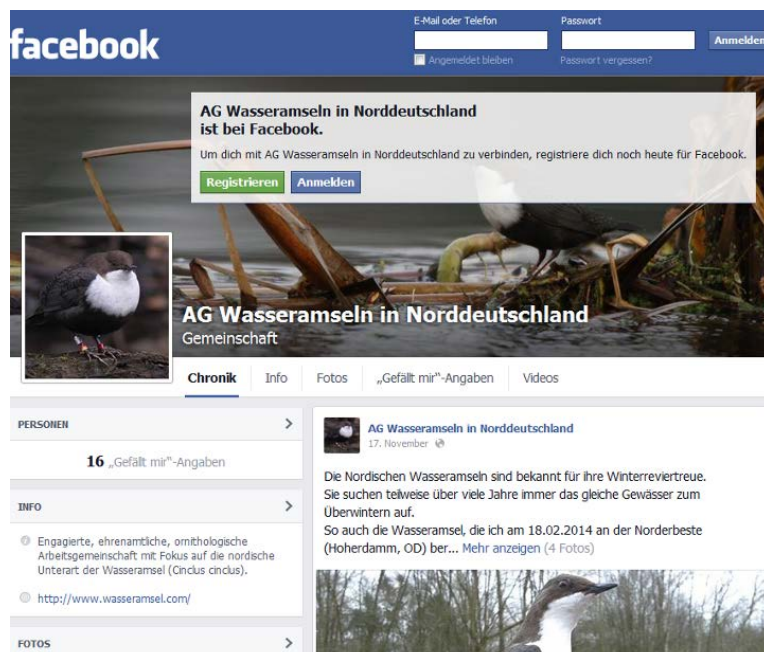 facebook
E-Mail oder Telefon
Passwort
Anmelden
Angemeldet bleiben
Passwort vergessen?
AG Wasseramseln in Norddeutschland
ist bei Facebook.
Um dich mit AG Wasseramseln in Norddeutschland zu verbinden, registriere dich noch heute für Facebook.
Registrieren
Anmelden
AG Wasseramseln in Norddeutschland
Gemeinschaft
Chronik
Info
Fotos
„Gefällt mir“-Angaben
Videos
PERSONEN
16 „Gefällt mir“-Angaben
INFO
Engagierte, ehrenamtliche, ornithologische
Arbeitsgemeinschaft mit Fokus auf die nordische
Unterart der Wasseramsel (Cinclus cinclus).
http://www.wasseramsel.com/
FOTOS
AG Wasseramseln in Norddeutschland
17. November
Die Nordischen Wasseramseln sind bekannt für ihre Winterreviertreue.
Sie suchen teilweise über viele Jahre immer das gleiche Gewässer zum
Überwintern auf.
So auch die Wasseramsel, die ich am 18.02.2014 an der Norderbeste
(Hoherdamm, OD) ber... Mehr anzeigen (4 Fotos)